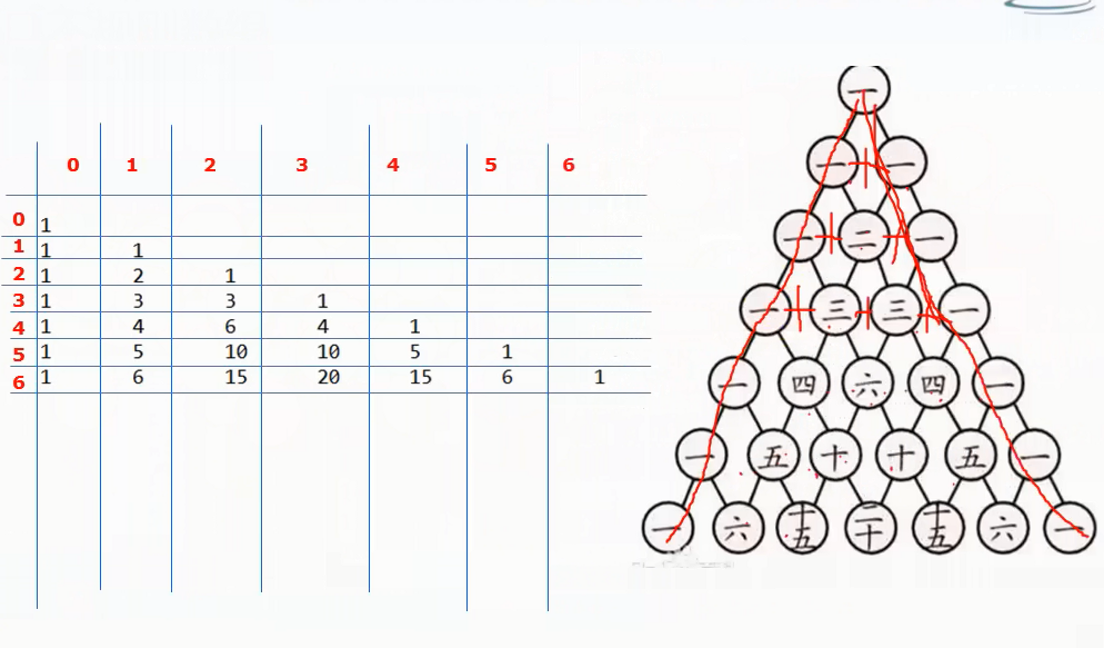 0 1 2 3 4 5 6
0 1
1 1 1
2 1 2 1
3 1 3 3 1
4 1 4 6 4 1
5 1 5 10 10 5 1
6 1 6 15 20 15 6 1
一
一 一
一 二 一
一 三 三 一
一 四 六 四 一
一 五 十 十 五 一
一 六 十五 二十 十五 六 一